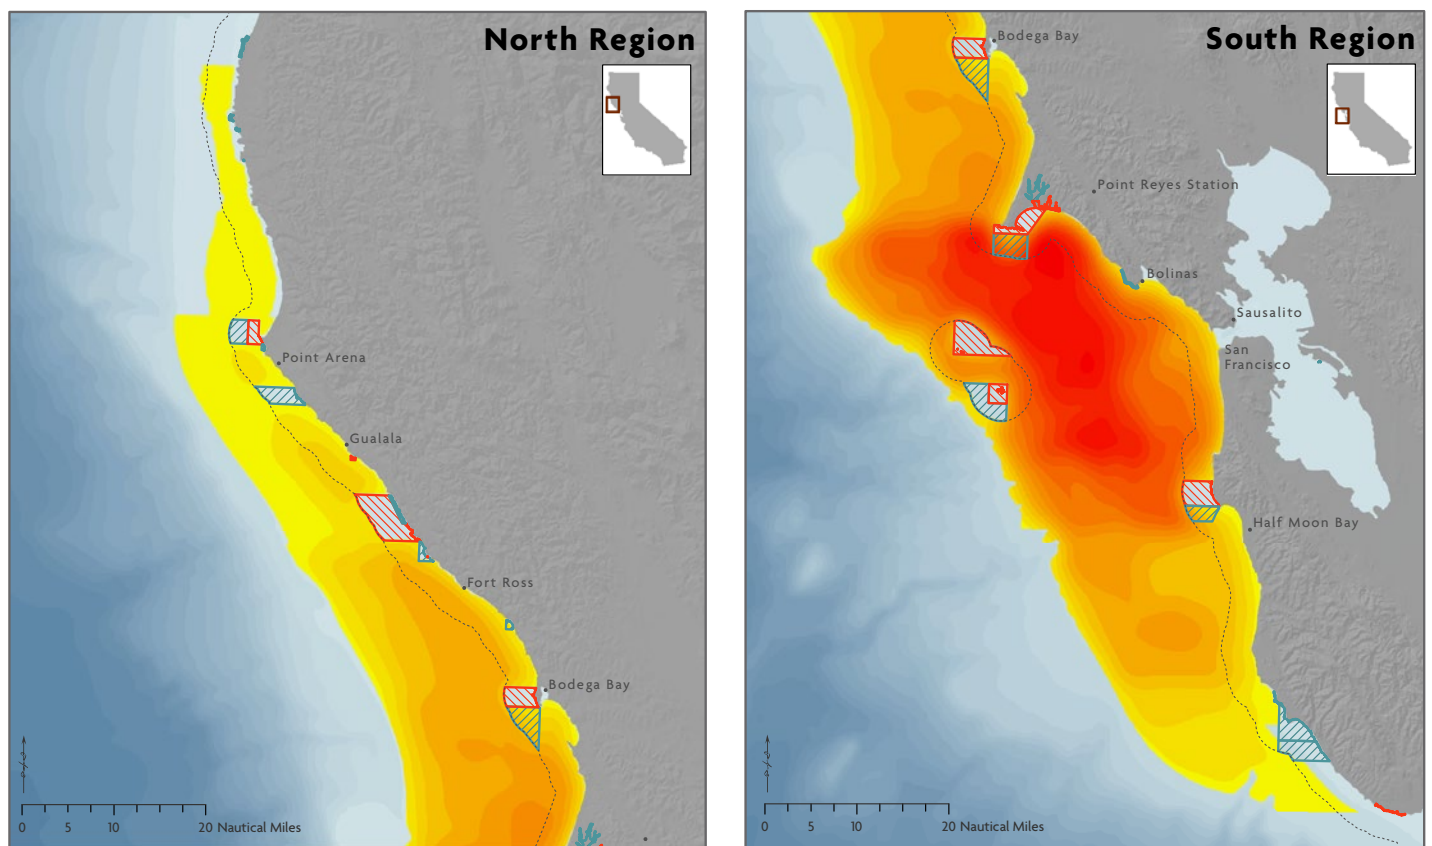 North Region
Point Arena
Gualala
Fort Ross
Bodega Bay
0 5 10 20 Nautical Miles
South Region
Bodega Bay
Point Reyes Station
Bolinas
Sausalito
San
Francisco
Half Moon Bay
0 5 10 20 Nautical Miles